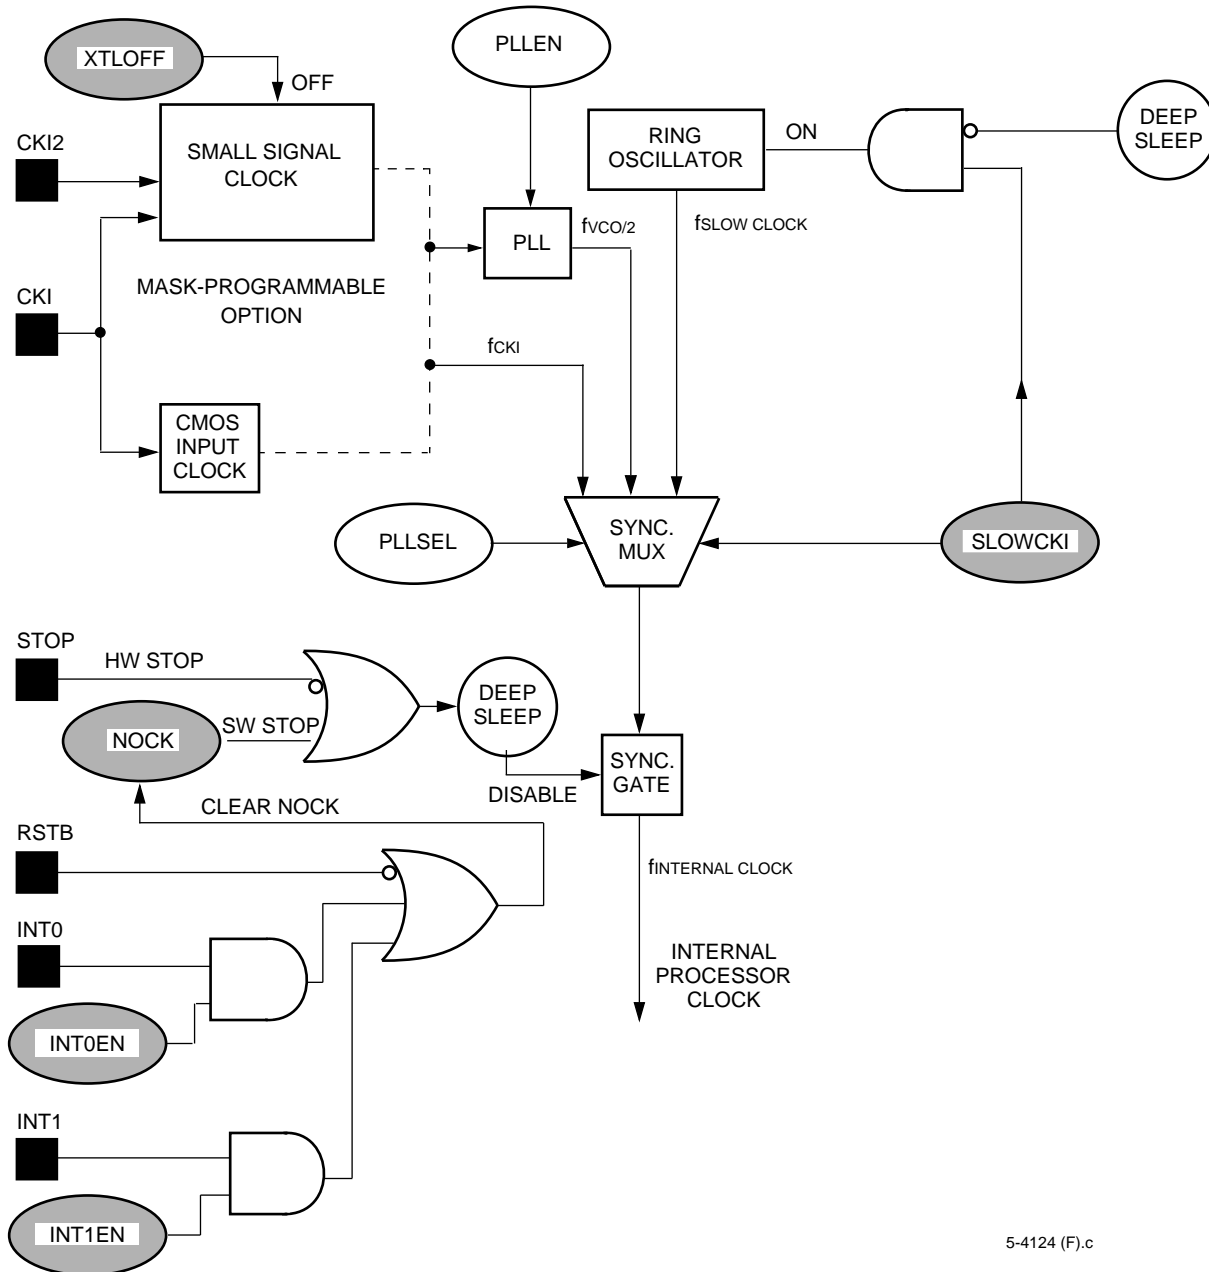 PLLEN
XTLOFF
OFF
CKI2
SMALL SIGNAL
CLOCK
RING
OSCILLATOR
ON
DEEP
SLEEP
PLL
fVCO/2
fSLOW CLOCK
CKI
MASK-PROGRAMMABLE
OPTION
fCKI
CMOS
INPUT
CLOCK
PLLSEL
SYNC.
MUX
SLOWCKI
STOP
HW STOP
NOCK
SW STOP
DEEP
SLEEP
DISABLE
SYNC.
GATE
CLEAR NOCK
RSTB
fINTERNAL CLOCK
INT0
INTERNAL
PROCESSOR
CLOCK
INT0EN
INT1
INT1EN
5-4124 (F).c